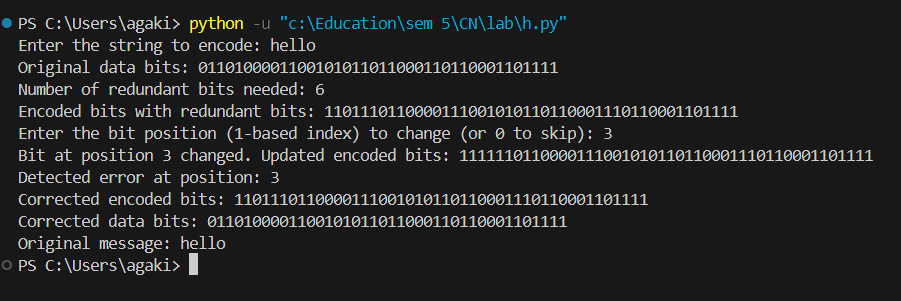 PS C:\Users\agaki> python -u "c:\Education\sem 5\CN\lab\h.py"
Enter the string to encode: hello
Original data bits: 0110100001100101011011000110110001101111
Number of redundant bits needed: 6
Encoded bits with redundant bits: 1101110110000111001010110110001110110001101111
Enter the bit position (1-based index) to change (or 0 to skip): 3
Bit at position 3 changed. Updated encoded bits: 1111110110000111001010110110001110110001101111
Detected error at position: 3
Corrected encoded bits: 1101110110000111001010110110001110110001101111
Corrected data bits: 0110100001100101011011000110110001101111
Original message: hello
PS C:\Users\agaki>